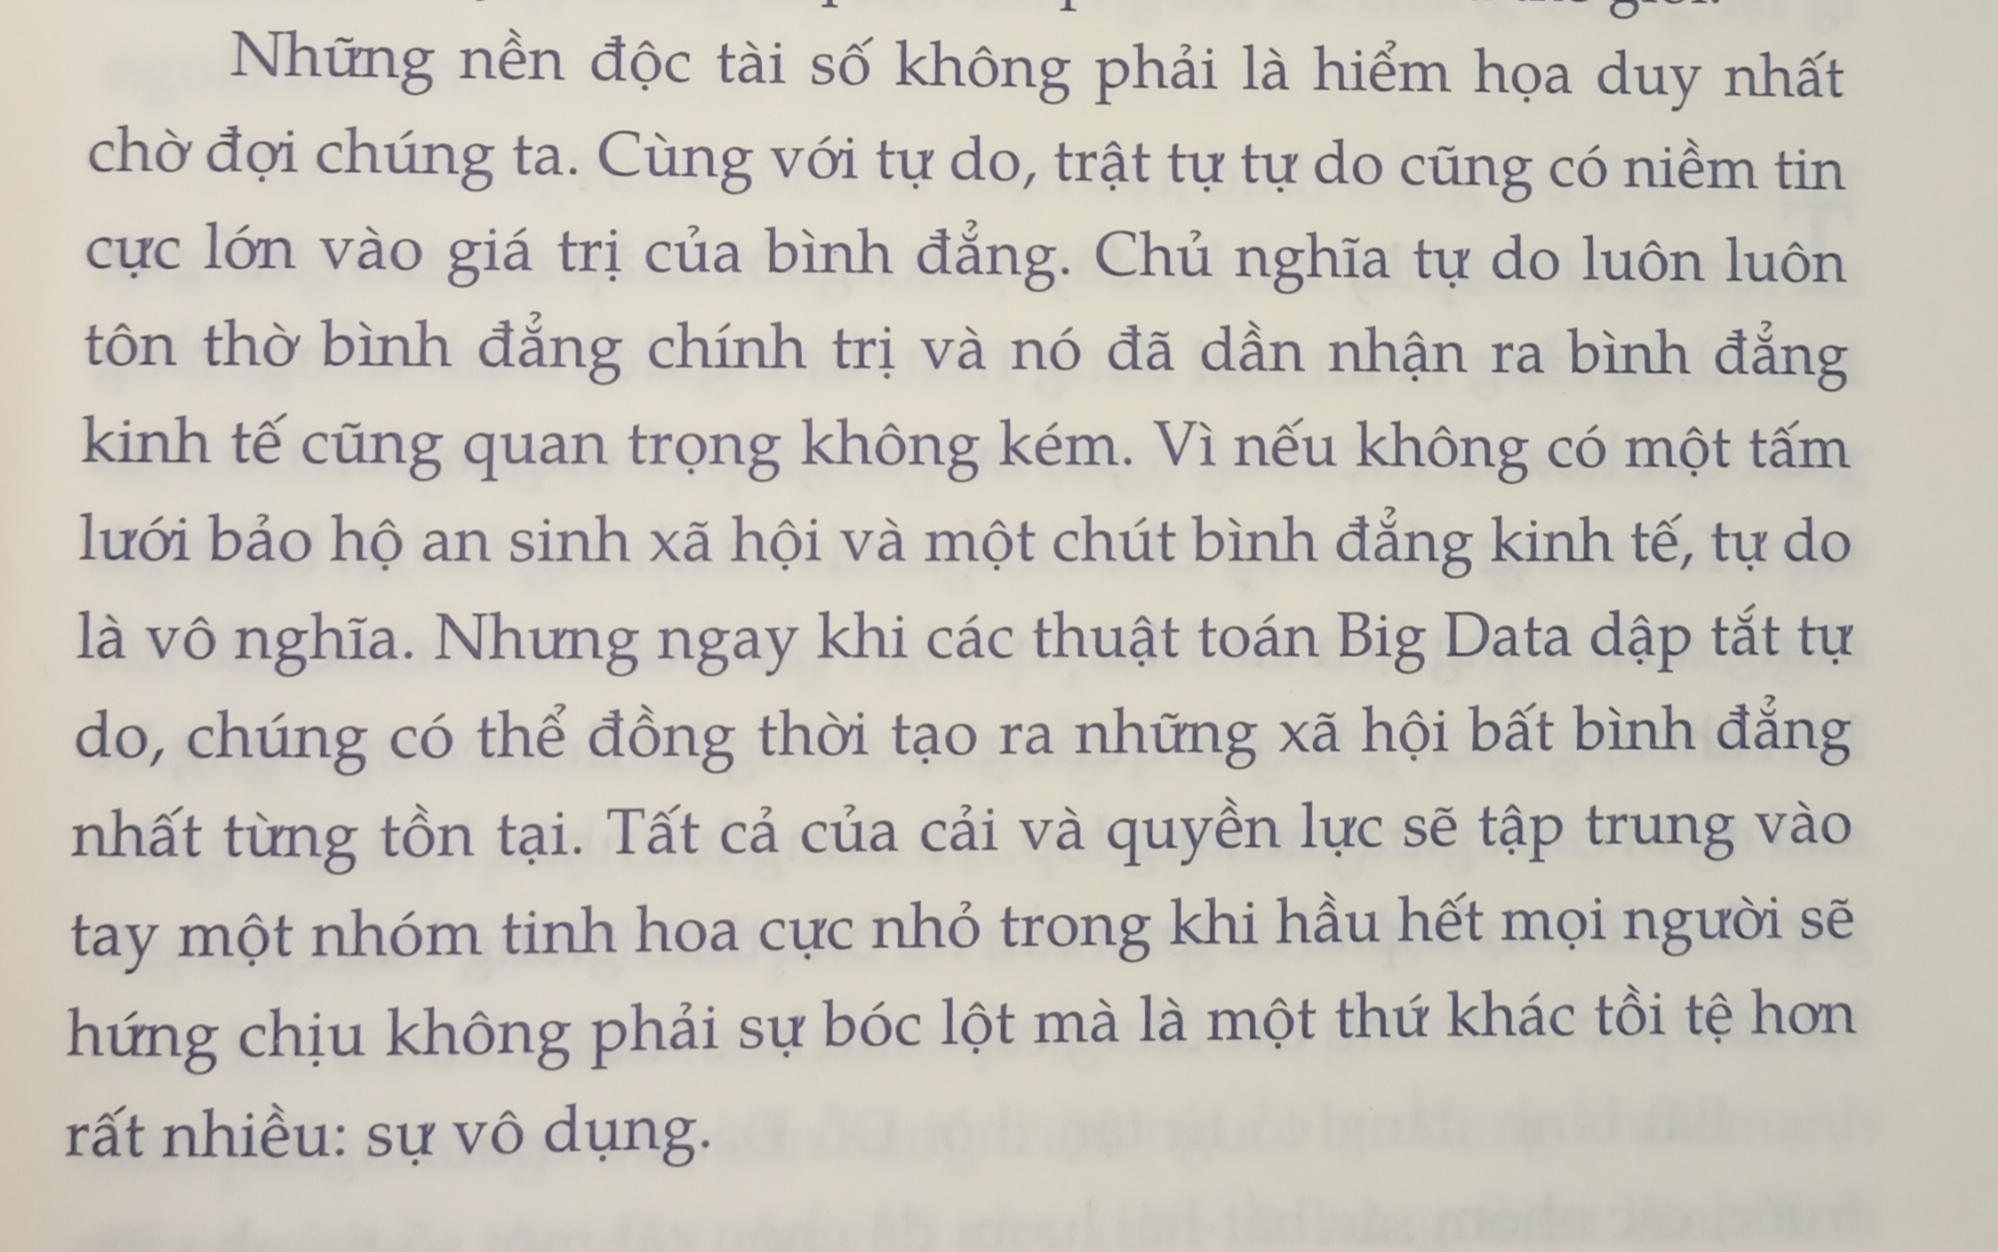 Những nền độc tài số không phải là hiểm họa duy nhất
chờ đợi chúng ta. Cùng với tự do, trật tự tự do cũng có niềm tin
cực lớn vào giá trị của bình đẳng. Chủ nghĩa tự do luôn luôn
tôn thờ bình đẳng chính trị và nó đã dần nhận ra bình đẳng
kinh tế cũng quan trọng không kém. Vì nếu không có một tấm
lưới bảo hộ an sinh xã hội và một chút bình đẳng kinh tế, tự do
là vô nghĩa. Nhưng ngay khi các thuật toán Big Data dập tắt tự
do, chúng có thể đồng thời tạo ra những xã hội bất bình đẳng
nhất từng tồn tại. Tất cả của cải và quyền lực sẽ tập trung vào
tay một nhóm tinh hoa cực nhỏ trong khi hầu hết mọi người sẽ
hứng chịu không phải sự bóc lột mà là một thứ khác tồi tệ hơn
rất nhiều: sự vô dụng.